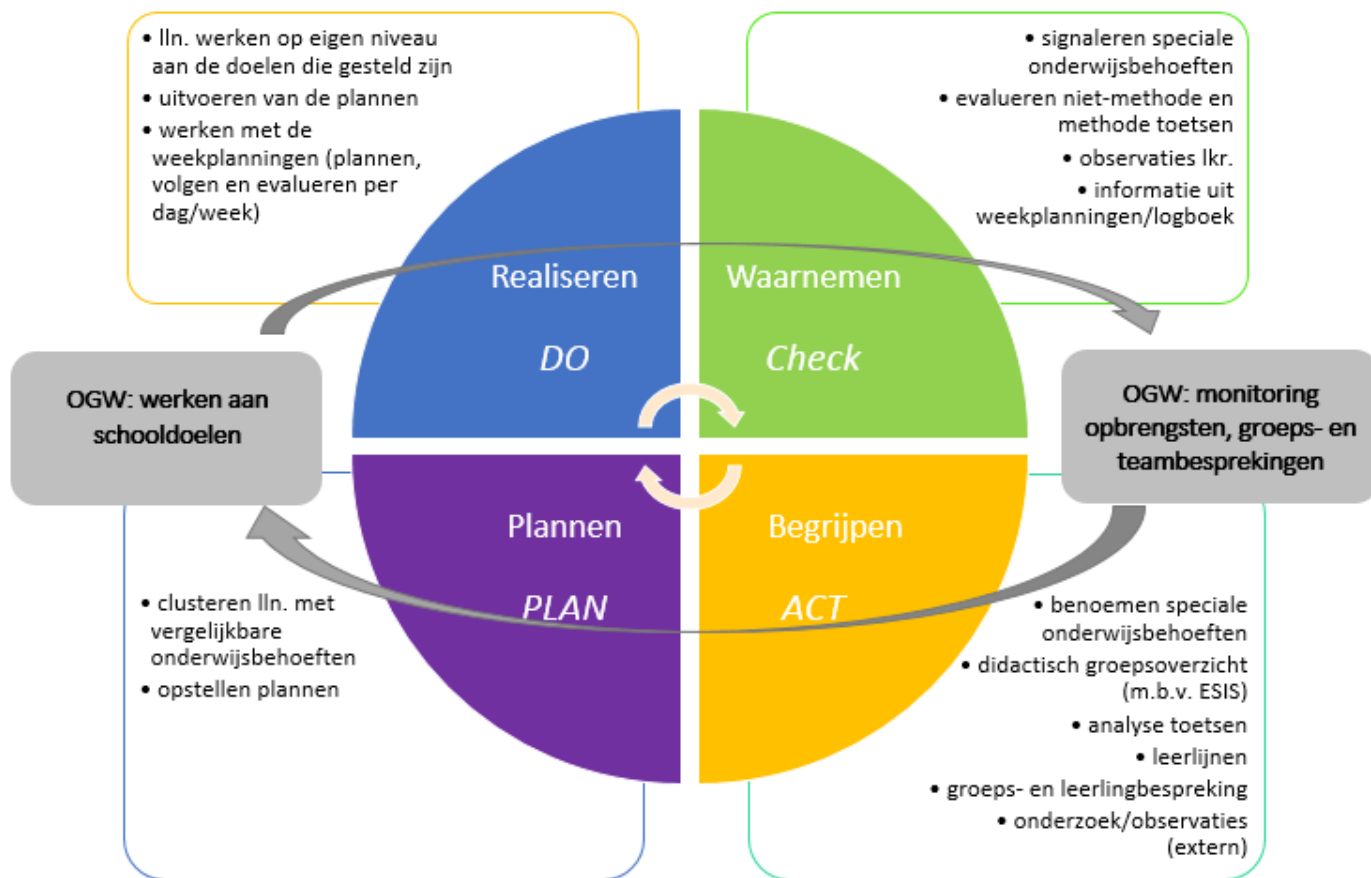 • lln. werken op eigen niveau
aan de doelen die gesteld zijn
• uitvoeren van de plannen
• werken met de
weekplanningen (plannen,
volgen en evalueren per
dag/week)
• signaleren speciale
onderwijsbehoeften
• evalueren niet-methode en
methode toetsen
• observaties lkr.
• informatie uit
weekplanningen/logboek
Realiseren
DO
Waarnemen
Check
OGW: werken aan
schooldoelen
OGW: monitoring
opbrengsten, groeps- en
teambesprekingen
Plannen
PLAN
Begrijpen
ACT
• clusteren lln. met
vergelijkbare
onderwijsbehoeften
• opstellen plannen
• benoemen speciale
onderwijsbehoeften
• didactisch groepsoverzicht
(m.b.v. ESIS)
• analyse toetsen
• leerlijnen
• groeps- en leerlingbespreking
• onderzoek/observaties
(extern)